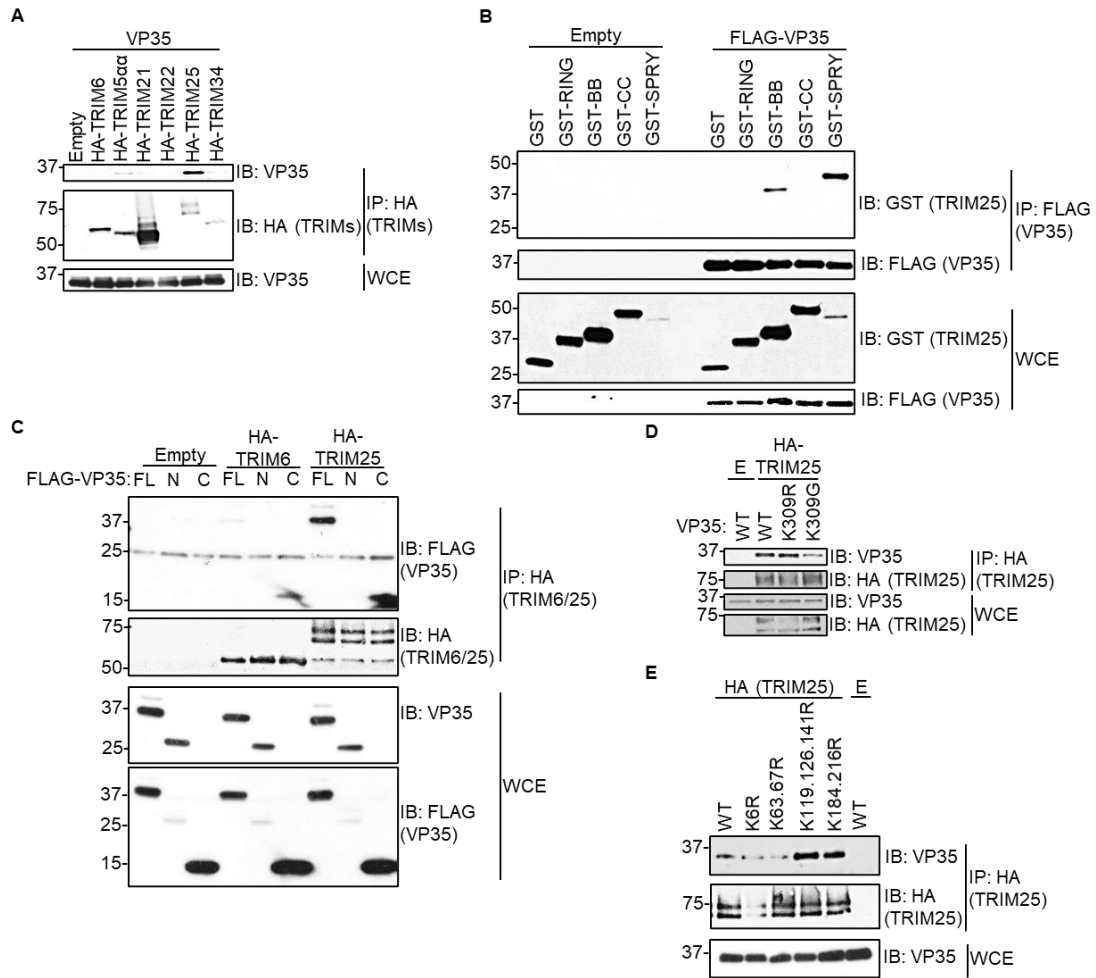 A
VP35
Empty
HA-TRIM6
HA-TRIM5αα
HA-TRIM21
HA-TRIM22
HA-TRIM25
HA-TRIM34
37
IB: VP35
75
50
IB: HA (TRIMs)
IP: HA
(TRIMs)
37
IB: VP35
WCE
B
Empty
FLAG-VP35
GST
GST-RING
GST-BB
GST-CC
GST-SPRY
GST
GST-RING
GST-BB
GST-CC
GST-SPRY
50
37
25
IB: GST (TRIM25)
37
IB: FLAG (VP35)
IP: FLAG
(VP35)
50
37
25
IB: GST (TRIM25)
37
IB: FLAG (VP35)
WCE
C
Empty
HA-
TRIM6
HA-
TRIM25
FLAG-VP35: FL N C FL N C FL N C
37
25
15
IB: FLAG
(VP35)
75
50
IB: HA
(TRIM6/25)
IP: HA
(TRIM6/25)
37
25
IB: VP35
37
25
15
IB: FLAG
(VP35)
WCE
D
E
HA-
TRIM25
VP35: WT WT K309R K309G
37
IB: VP35
75
IB: HA (TRIM25)
IP: HA
(TRIM25)
37
IB: VP35
75
IB: HA (TRIM25)
WCE
E
HA (TRIM25)
E
WT
K6R
K63.67R
K119.126.141R
K184.216R
WT
37
IB: VP35
75
IB: HA
(TRIM25)
IP: HA
(TRIM25)
37
IB: VP35
WCE